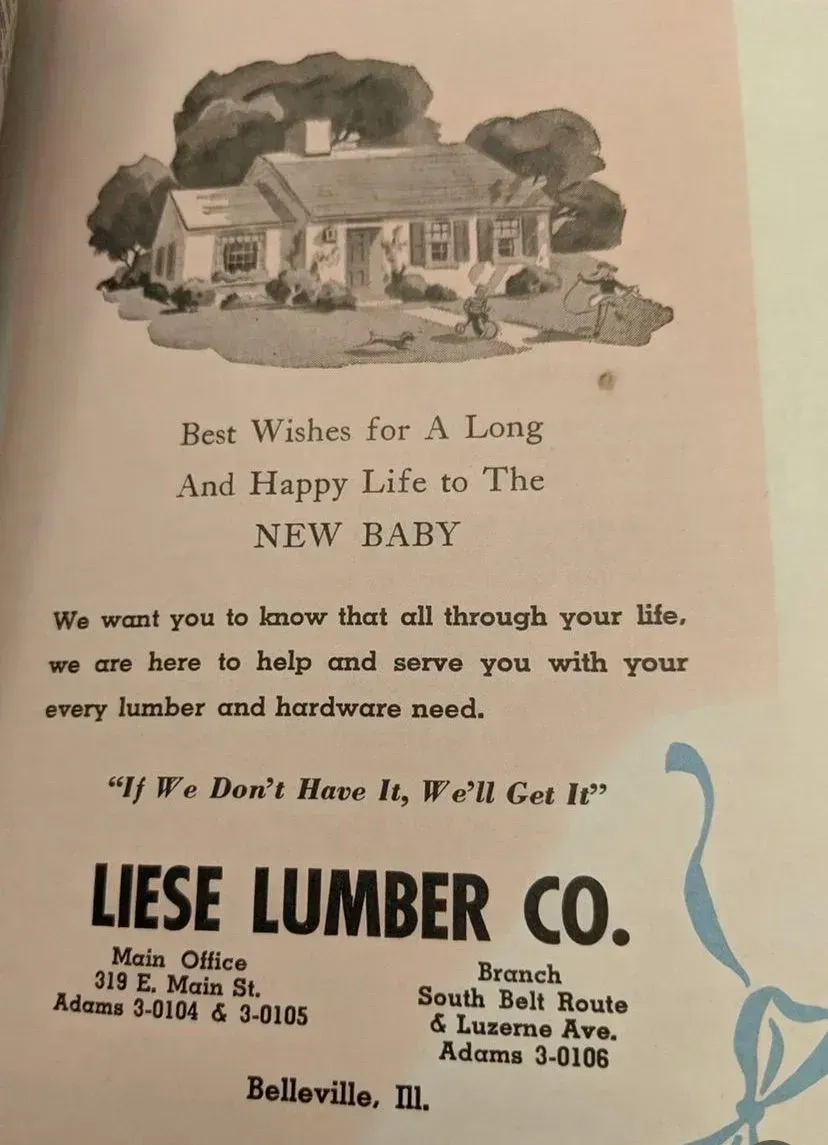 Best Wishes for A Long
And Happy Life to The
NEW BABY
We want you to know that all through your life,
we are here to help and serve you with your
every lumber and hardware need.
“If We Don’t Have It, We’ll Get It”
LIESE LUMBER CO.
Main Office
319 E. Main St.
Adams 3-0104 & 3-0105
Branch
South Belt Route
& Luzerne Ave.
Adams 3-0106
Belleville, Ill.